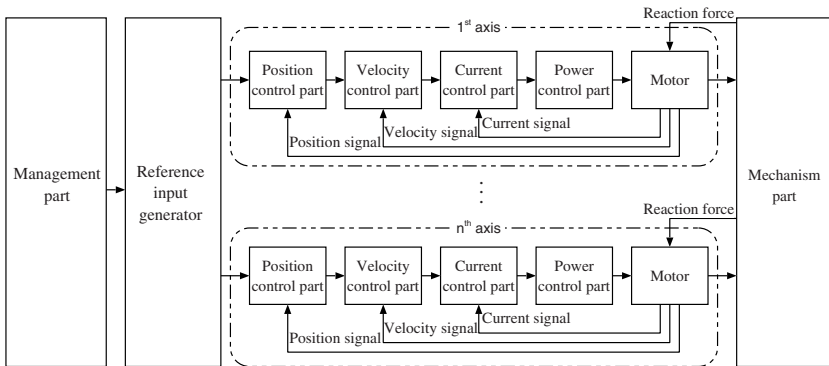 Management
part
Reference
input
generator
1st axis
Reaction force
Position
control part
Velocity
control part
Current
control part
Power
control part
Motor
Current signal
Velocity signal
Position signal
Mechanism
part
nth axis
Reaction force
Position
control part
Velocity
control part
Current
control part
Power
control part
Motor
Current signal
Velocity signal
Position signal